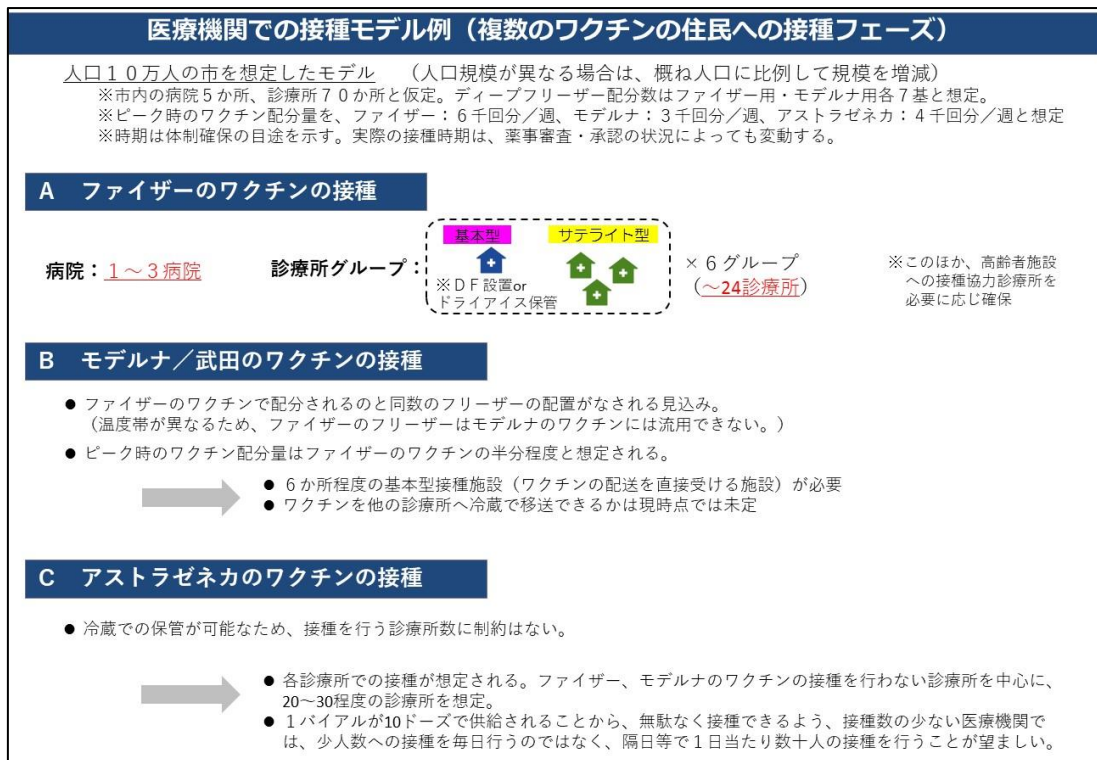 医療機関での接種モデル例（複数のワクチンの住民への接種フェーズ）
人口１０万人の市を想定したモデル　（人口規模が異なる場合は、概ね人口に比例して規模を増減）
※市内の病院５か所、診療所７０か所と仮定。ディープフリーザー配分数はファイザー用・モデルナ用各７基と想定。
※ピーク時のワクチン配分量を、ファイザー：６千回分／週、モデルナ：３千回分／週、アストラゼネカ：４千回分／週と想定
※時期は体制確保の目途を示す。実際の接種時期は、薬事審査・承認の状況によっても変動する。
A　ファイザーのワクチンの接種
病院：１～３病院
診療所グループ：
基本型
※ＤＦ設置or
ドライアイス保管
サテライト型
×６グループ
（～24診療所）
※このほか、高齢者施設
への接種協力診療所を
必要に応じ確保
B　モデルナ／武田のワクチンの接種
● ファイザーのワクチンで配分されるのと同数のフリーザーの配置がなされる見込み。
（温度帯が異なるため、ファイザーのフリーザーはモデルナのワクチンには流用できない。）
● ピーク時のワクチン配分量はファイザーのワクチンの半分程度と想定される。
● ６か所程度の基本型接種施設（ワクチンの配送を直接受ける施設）が必要
● ワクチンを他の診療所へ冷蔵で移送できるかは現時点では未定
C　アストラゼネカのワクチンの接種
● 冷蔵での保管が可能なため、接種を行う診療所数に制約はない。
● 各診療所での接種が想定される。ファイザー、モデルナのワクチンの接種を行わない診療所を中心に、
20～30程度の診療所を想定。
● １バイアルが10ドーズで供給されることから、無駄なく接種できるよう、接種数の少ない医療機関で
は、少人数への接種を毎日行うのではなく、隔日等で１日当たり数十人の接種を行うことが望ましい。